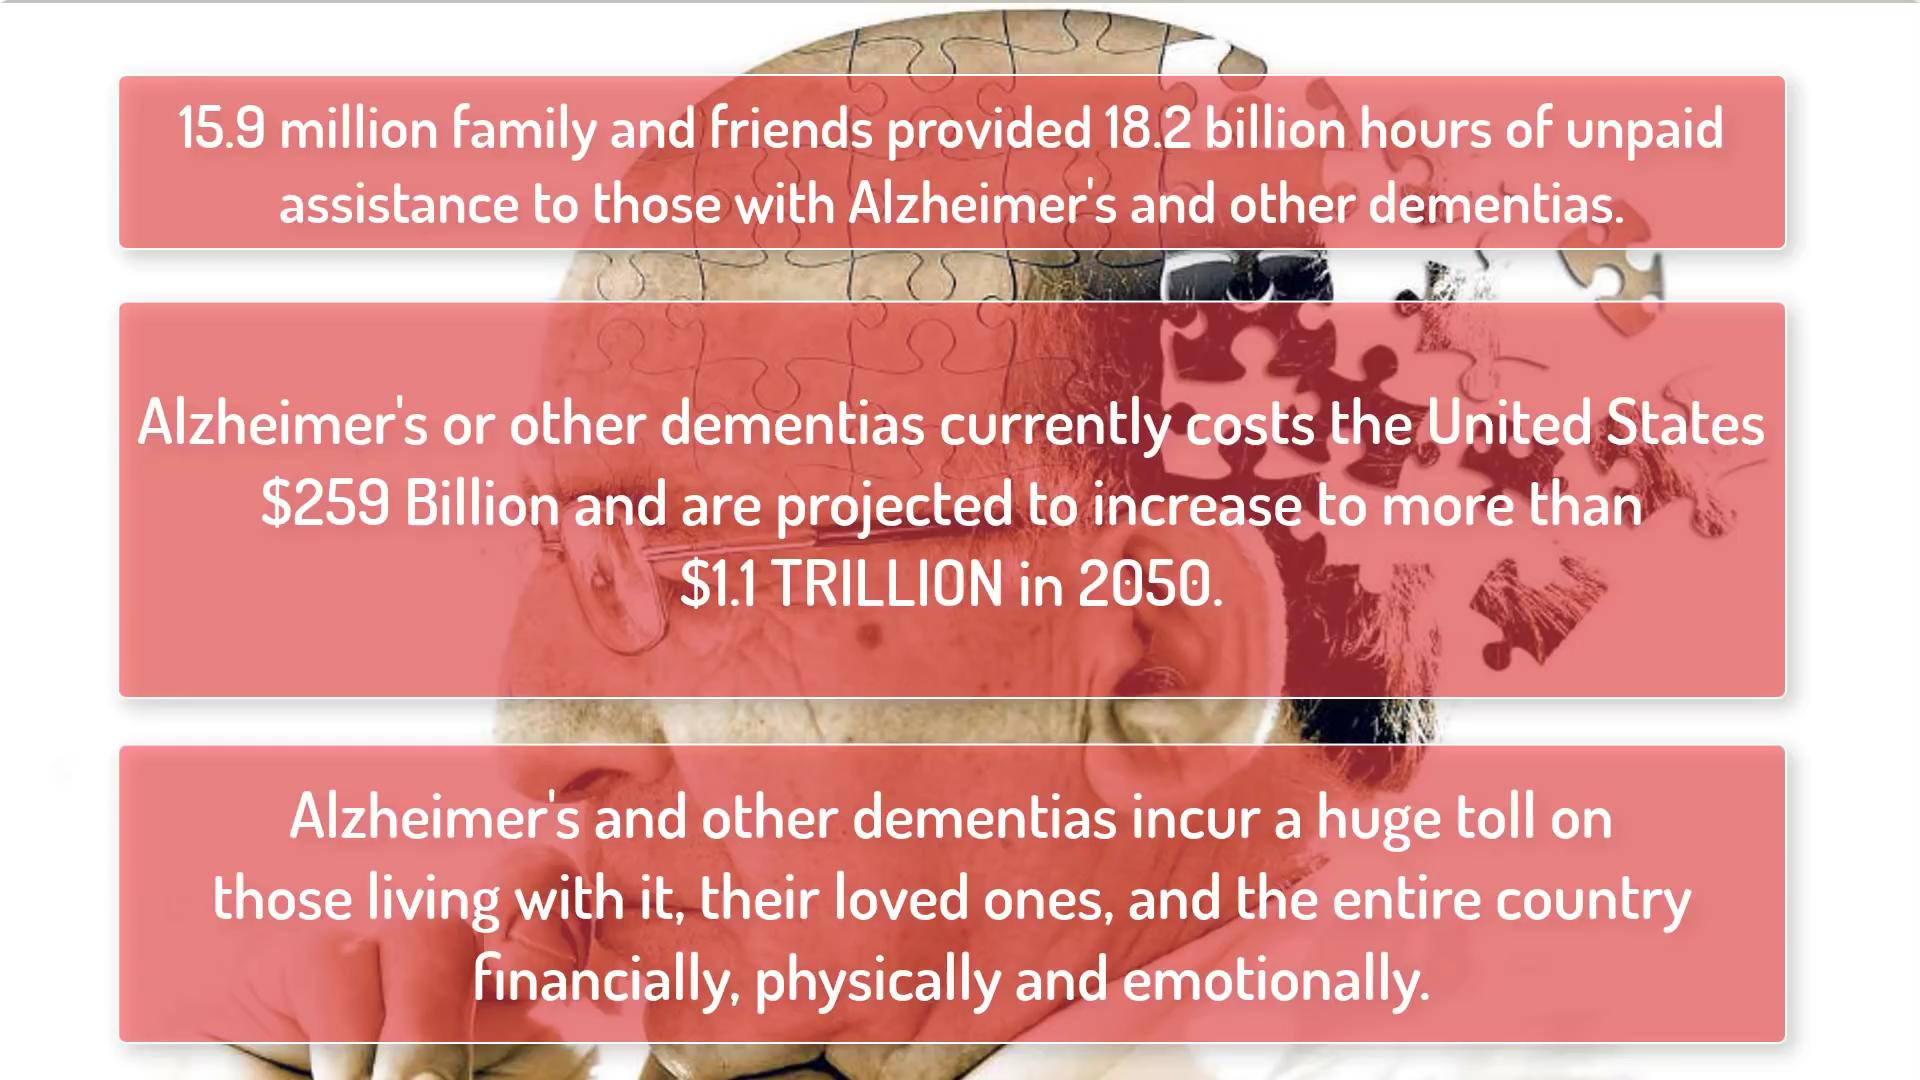 15.9 million family and friends provided 18.2 billion hours of unpaid
assistance to those with Alzheimer's and other dementias.
Alzheimer's or other dementias currently costs the United States
$259 Billion and are projected to increase to more than
$1.1 TRILLION in 2050.
Alzheimer's and other dementias incur a huge toll on
those living with it, their loved ones, and the entire country
financially, physically and emotionally.